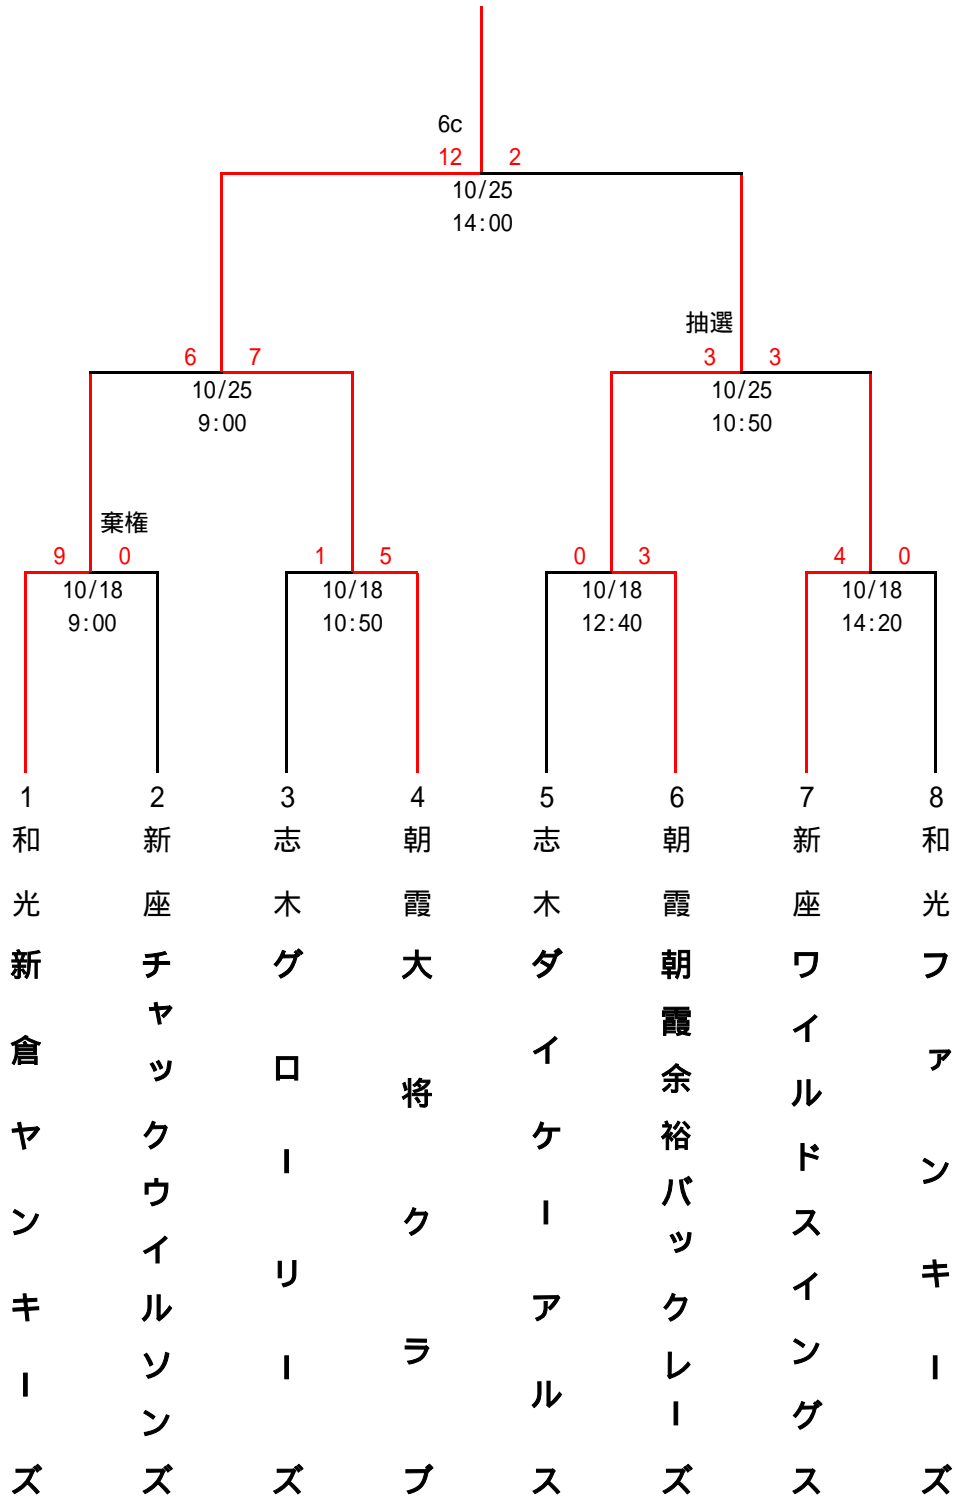 6c
12 2
10/25
14:00
抽選
6 7 3 3
10/25 10/25
9:00 10:50
棄権
9 0 1 5 0 3 4 0
10/18 10/18 10/18 10/18
9:00 10:50 12:40 14:20
1 2 3 4 5 6 7 8
和光 新倉ヤンキーズ
新座 チャックウイルソンズ
志木 グローリーズ
朝霞 大将クラブ
志木 ダイケーアルス
朝霞 朝霞余裕バックレーズ
新座 ワイルドスイングス
和光 ファンキーズ